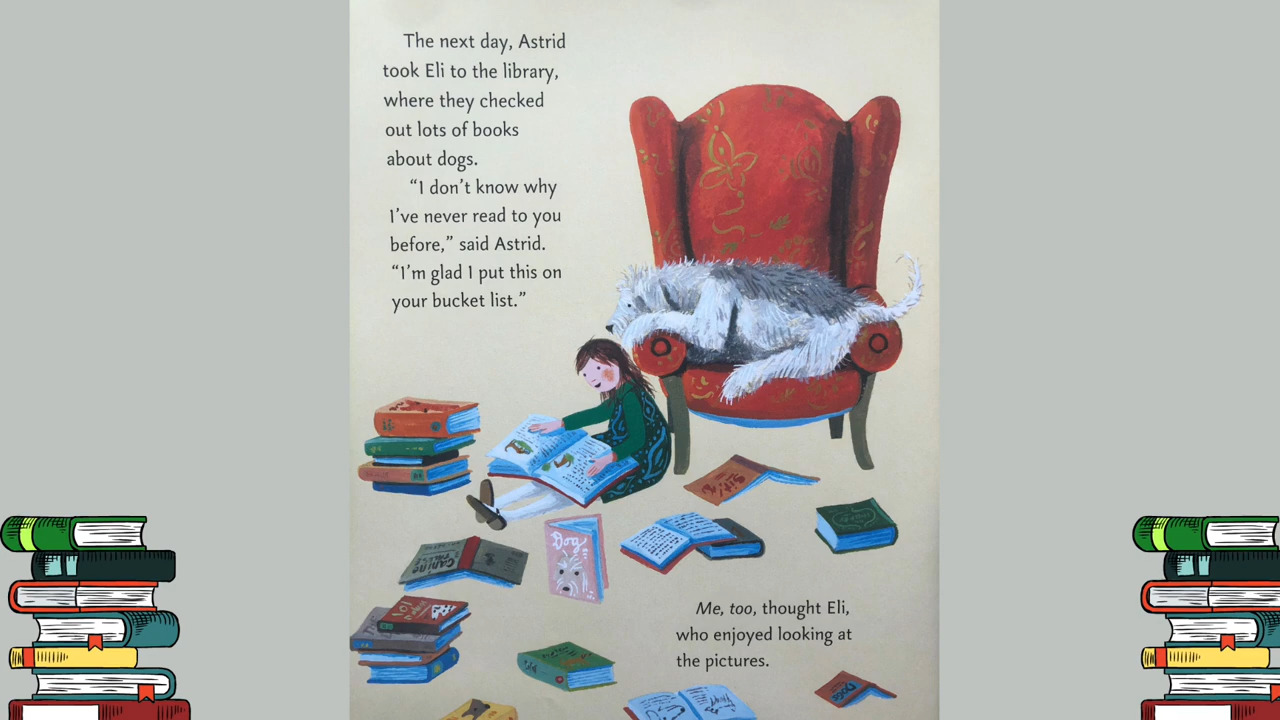 The next day, Astrid
took Eli to the library,
where they checked
out lots of books
about dogs.
“I don’t know why
I’ve never read to you
before,” said Astrid.
“I’m glad I put this on
your bucket list.”
Dog
CANINE
Me, too, thought Eli,
who enjoyed looking at
the pictures.
DOGS